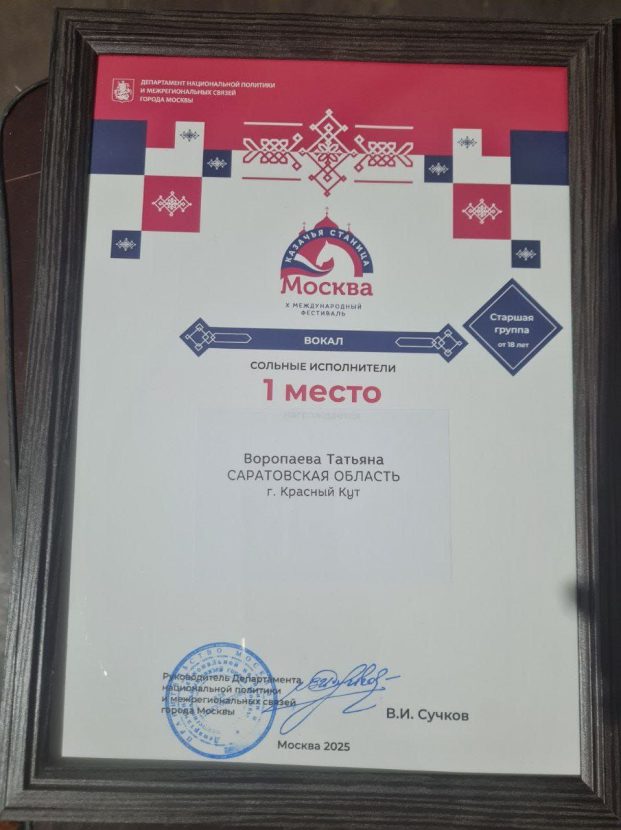 ДЕПАРТАМЕНТ НАЦИОНАЛЬНОЙ ПОЛИТИКИ
И МЕЖРЕГИОНАЛЬНЫХ СВЯЗЕЙ
ГОРОДА МОСКВЫ
КАЗАЧЬЯ СТАНИЦА
Москва
X МЕЖДУНАРОДНЫЙ
ФЕСТИВАЛЬ
Старшая
группа
от 18 лет
ВОКАЛ
СОЛЬНЫЕ ИСПОЛНИТЕЛИ
1 место
Воропаева Татьяна
САРАТОВСКАЯ ОБЛАСТЬ
г. Красный Кут
Руководитель Департамента
национальной политики
и межрегиональных связей
города Москвы
В.И. Сучков
Москва 2025